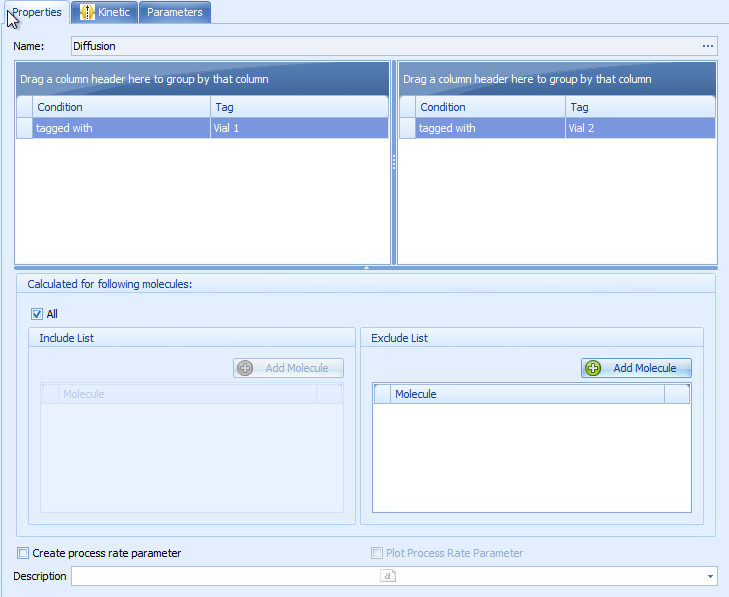 Properties Kinetic Parameters
Name: Diffusion ...
Drag a column header here to group by that column Drag a column header here to group by that column
Condition Tag Condition Tag
tagged with Vial 1 tagged with Vial 2
Calculated for following molecules:
All
Include List Exclude List
Add Molecule Add Molecule
Molecule Molecule
Create process rate parameter Plot Process Rate Parameter
Description a